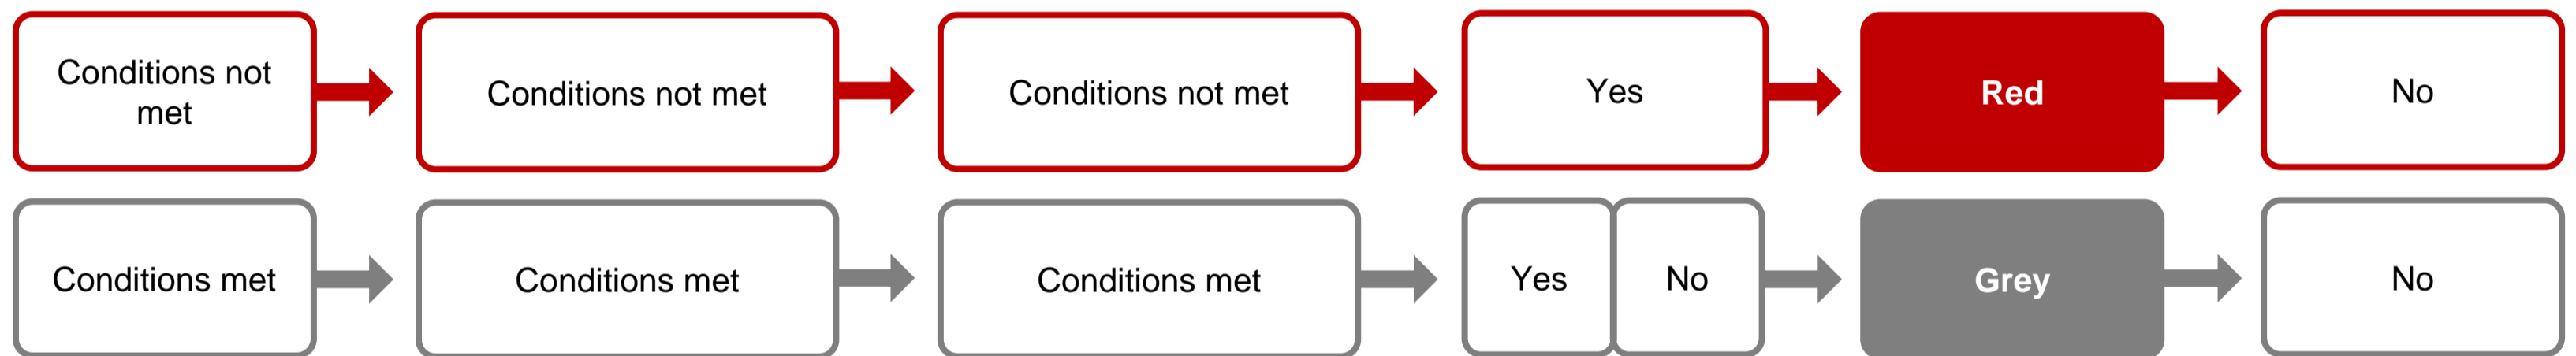 Conditions not
met
Conditions not met
Conditions not met
Yes
Red
No
Conditions met
Conditions met
Conditions met
Yes
No
Grey
No